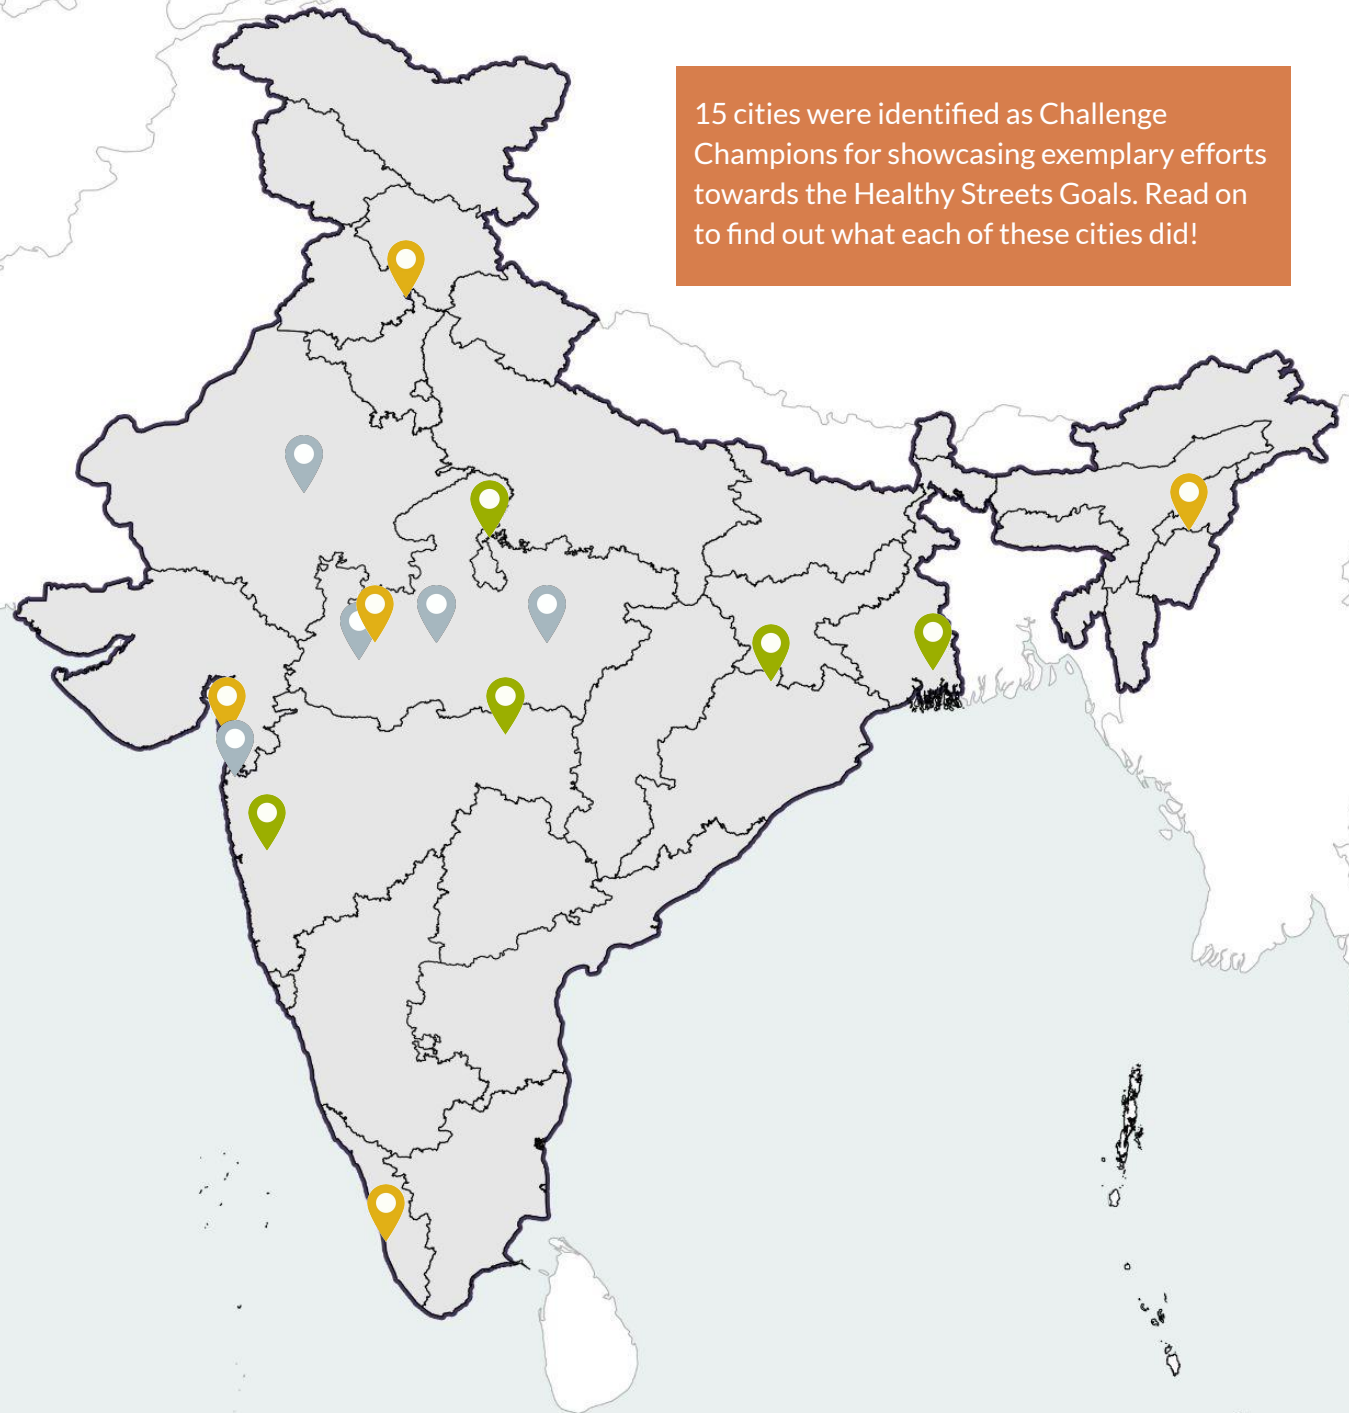 15 cities were identified as Challenge
Champions for showcasing exemplary efforts
towards the Healthy Streets Goals. Read on
to find out what each of these cities did!